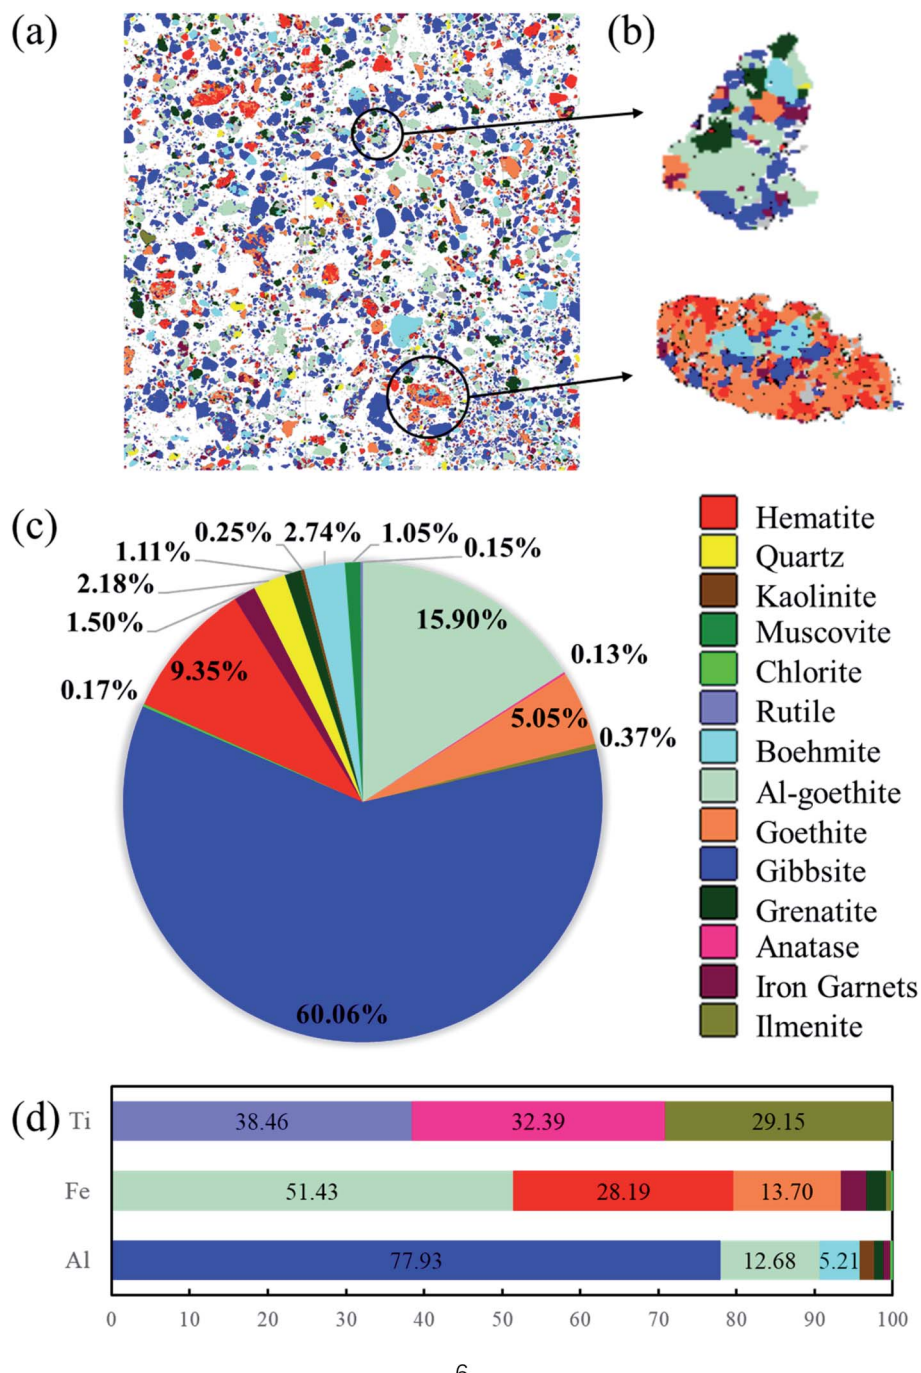 (a)
(b)
(c)
0.25% 2.74% 1.05%
1.11% 0.15%
2.18%
1.50%
15.90%
0.13%
9.35%
0.17%
5.05%
0.37%
60.06%
Hematite
Quartz
Kaolinite
Muscovite
Chlorite
Rutile
Boehmite
Al-goethite
Goethite
Gibbsite
Grenatite
Anatase
Iron Garnets
Ilmenite
(d)
Ti 38.46 32.39 29.15
Fe 51.43 28.19 13.70
Al 77.93 12.68 5.21
0 10 20 30 40 50 60 70 80 90 100